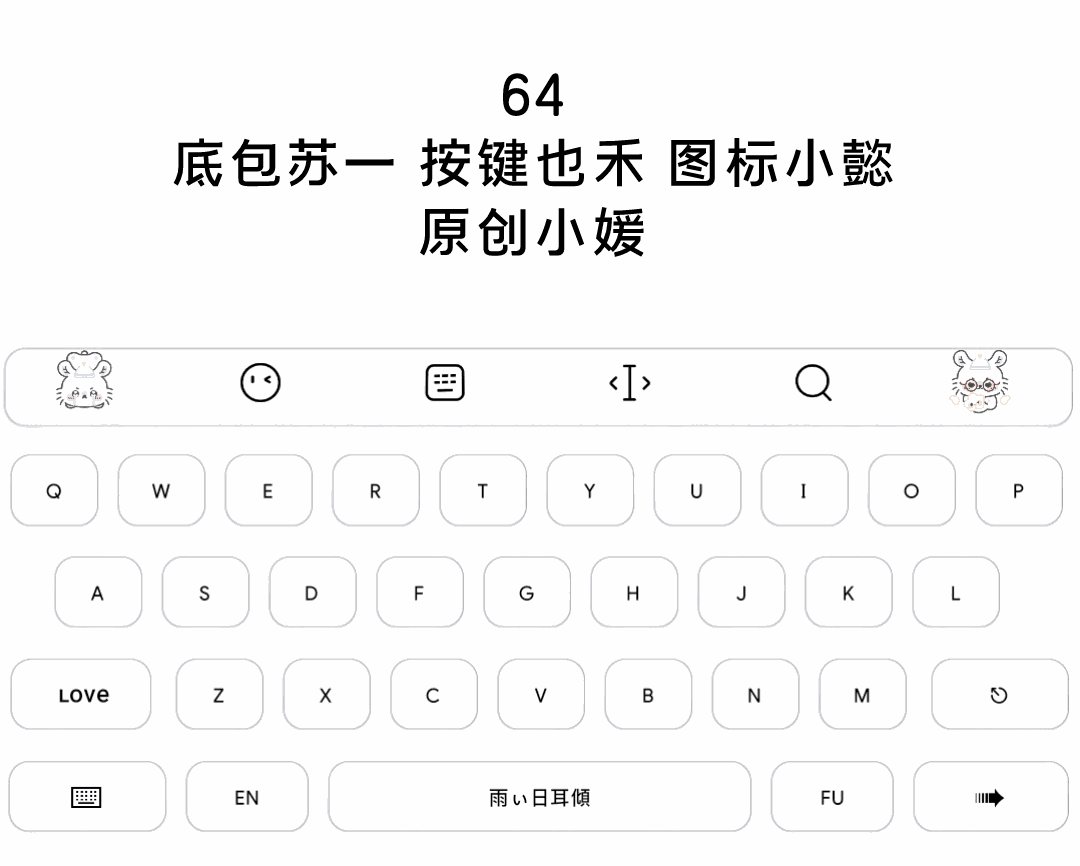 64
底包苏一 按键也禾 图标小懿
原创小媛
Q W E R T Y U I O P
A S D F G H J K L
Love Z X C V B N M
EN 雨ぃ日耳傾 FU